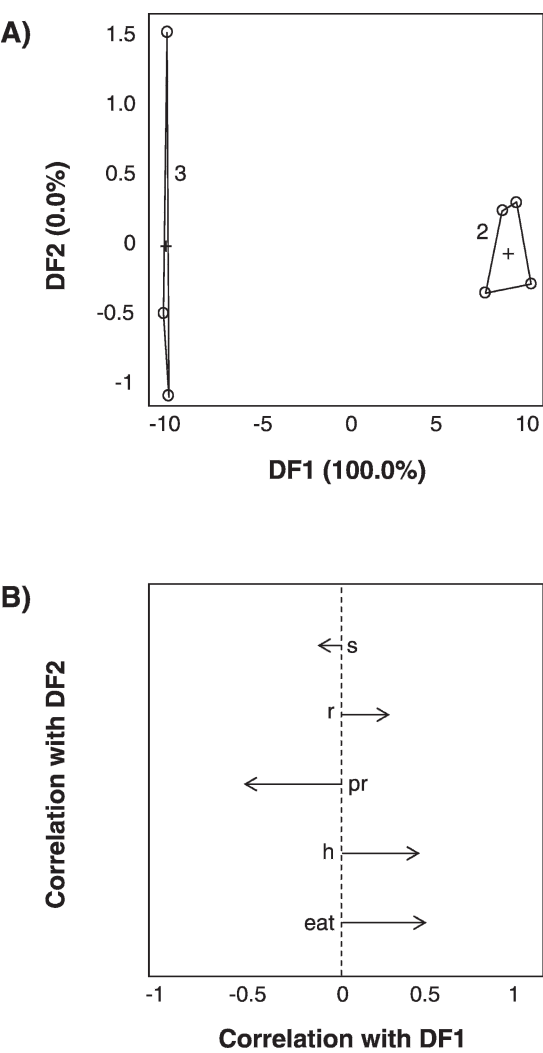 A)
1.5
1.0
0.5
0
-0.5
-1
DF2 (0.0%)
3
2
-10 -5 0 5 10
DF1 (100.0%)
B)
Correlation with DF2
s
r
pr
h
eat
-1 -0.5 0 0.5 1
Correlation with DF1